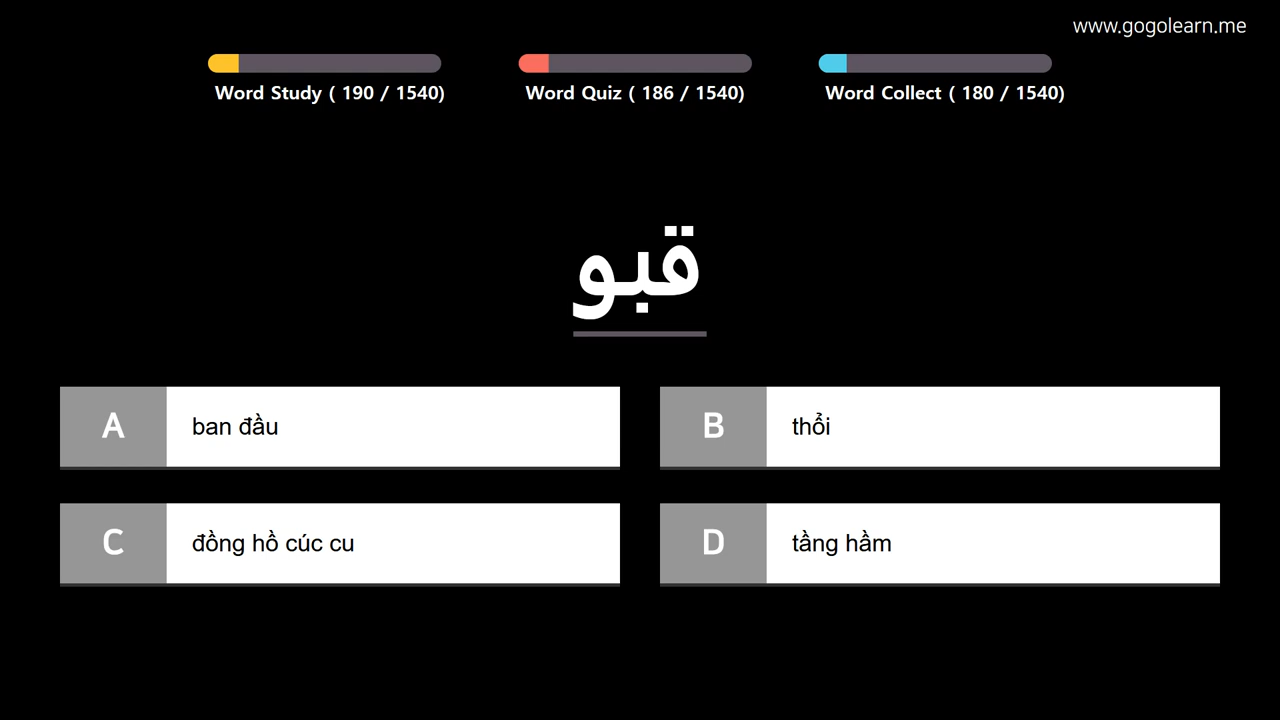 www.gogolearn.me
Word Study ( 190 / 1540)
Word Quiz ( 186 / 1540)
Word Collect ( 180 / 1540)
قبو
A ban đầu
B thổi
C đồng hồ cúc cu
D tầng hầm